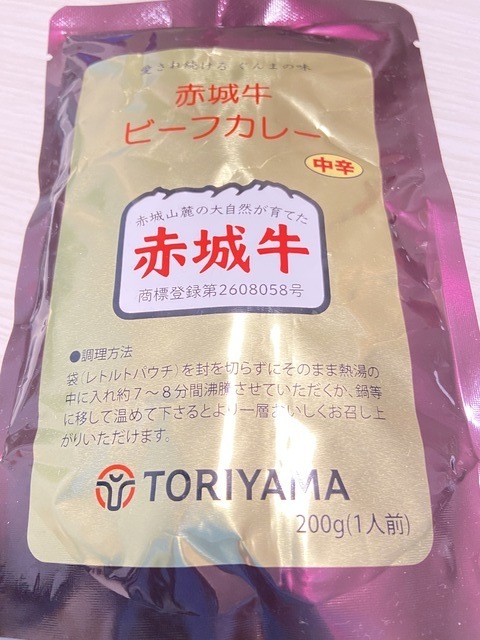 愛され続ける ぐんまの味
赤城牛
ビーフカレー
中辛
赤城山麓の大自然が育てた
赤城牛
商標登録第2608058号
●調理方法
袋(レトルトパウチ)を封を切らずにそのまま熱湯の
中に入れ約7〜8分間沸騰させていただくか、鍋等
に移して温めて下さるとより一層おいしくお召し上
がりいただけます。
TORIYAMA
200g(1人前)